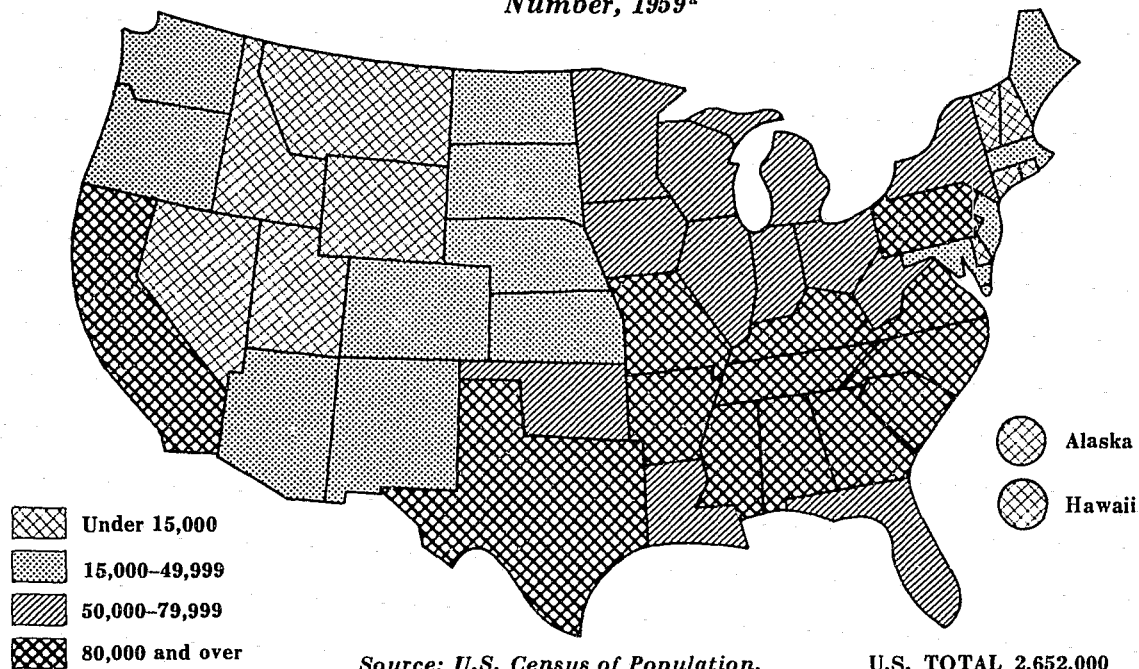 Number, 1959ª
Alaska
Hawaii
Under 15,000
15,000–49,999
50,000–79,999
80,000 and over
Source: U.S. Census of Population.
U.S. TOTAL 2,652,000